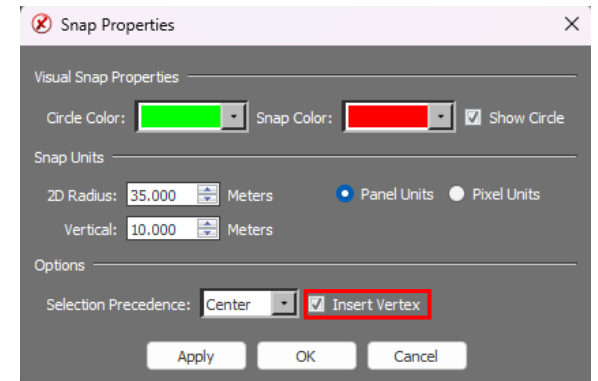 Snap Properties
Visual Snap Properties
Circle Color: Snap Color: Show Circle
Snap Units
2D Radius: 35.000 Meters Panel Units Pixel Units
Vertical: 10.000 Meters
Options
Selection Precedence: Center Insert Vertex
Apply OK Cancel